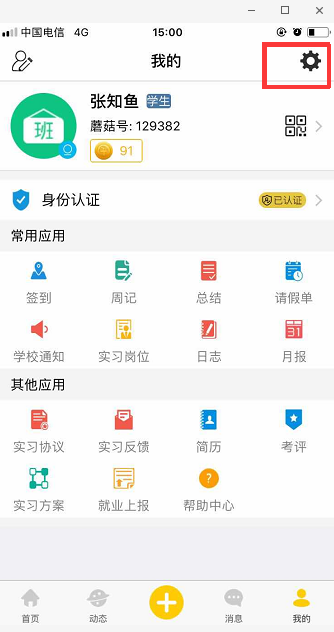 中国电信 4G 15:00
我的
班 张知鱼 学生
蘑菇号: 129382
91
身份认证 已认证
常用应用
签到 周记 总结 请假单
31
学校通知 实习岗位 日志 月报
其他应用
实习协议 实习反馈 简历 考评
?
实习方案 就业上报 帮助中心
首页 动态 消息 我的